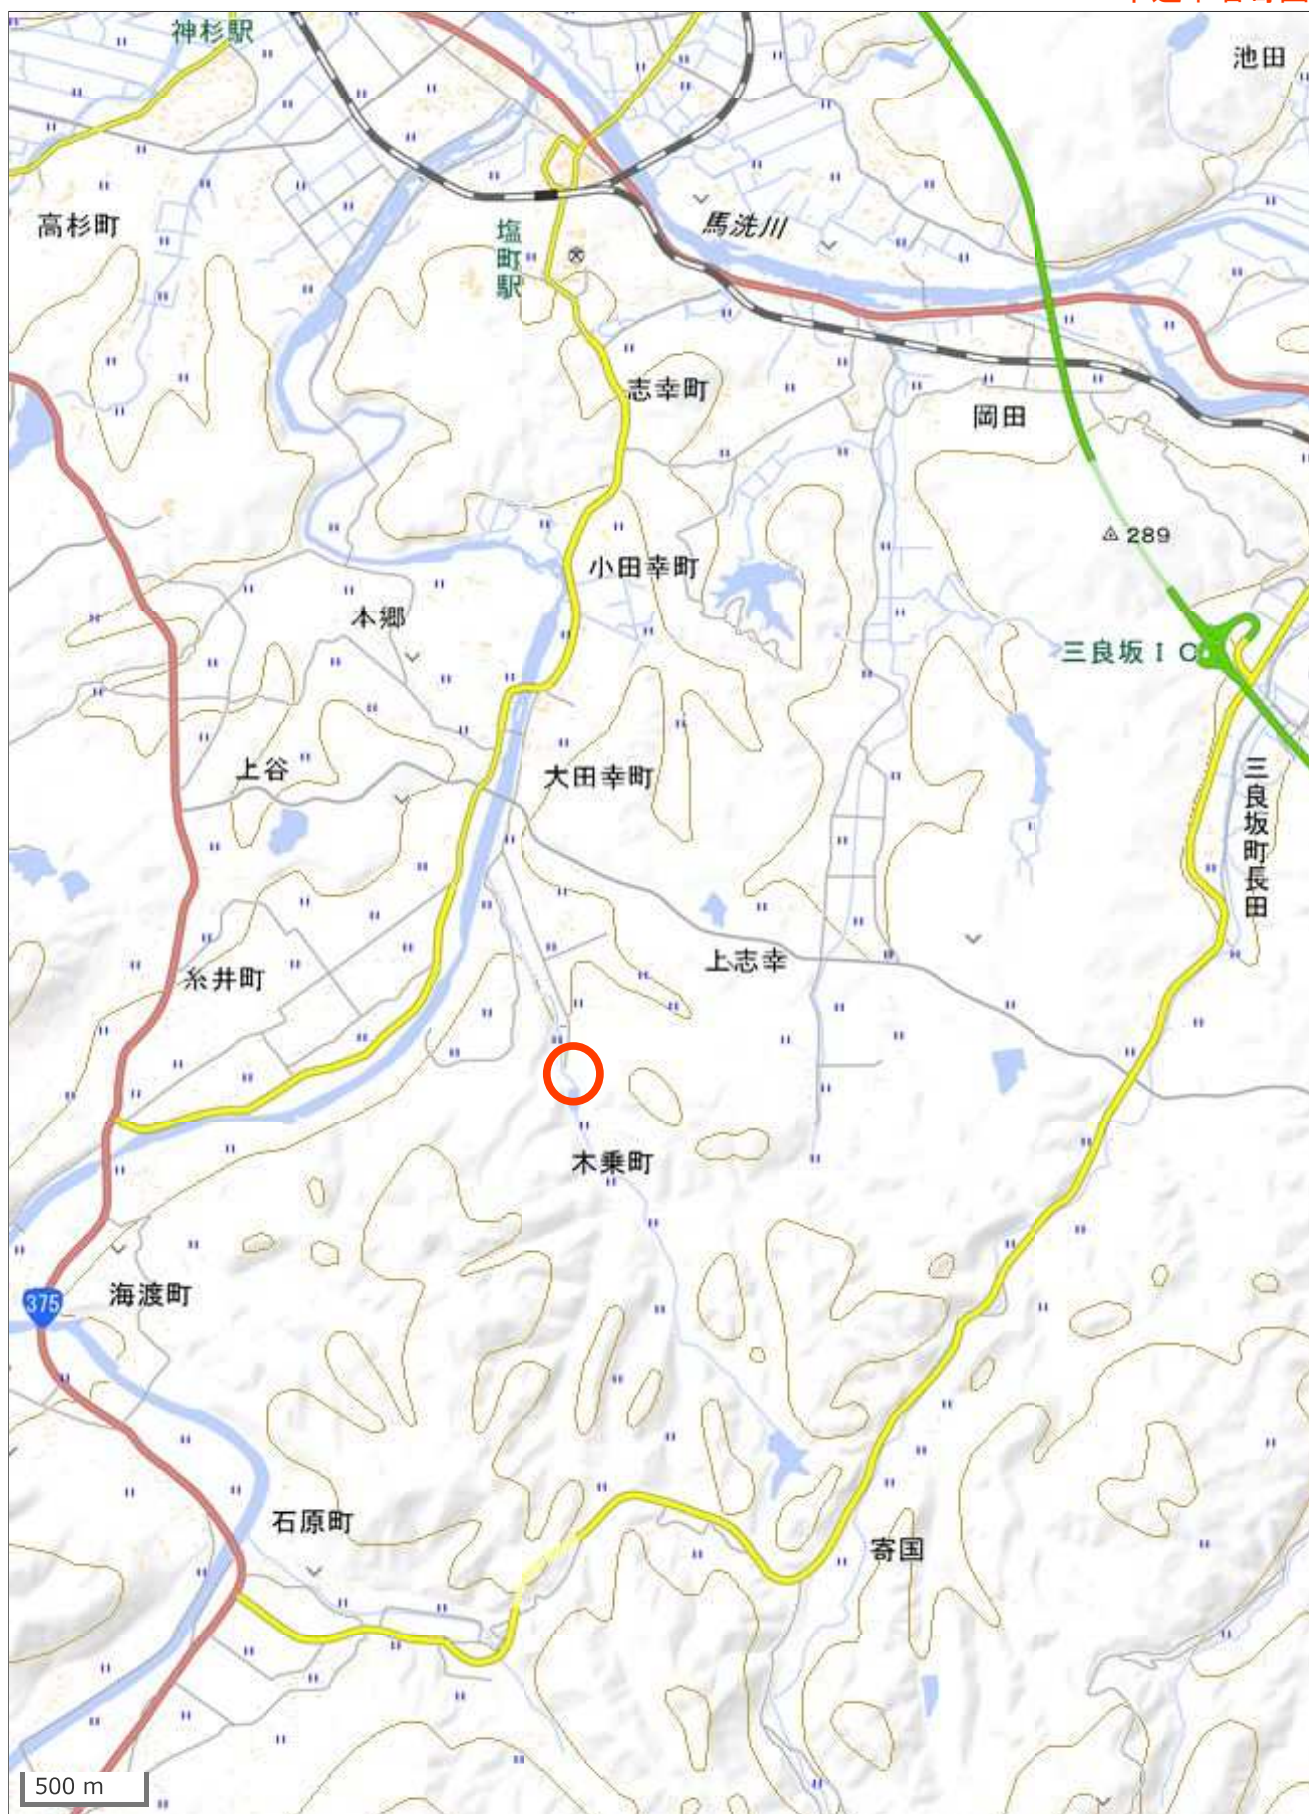 神杉駅
池田
高杉町
馬洗川
塩町駅
志幸町
岡田
289
小田幸町
本郷
三良坂IC
上谷
大田幸町
三良坂町長田
上志幸
糸井町
木乗町
海渡町
375
石原町
寄国
500 m